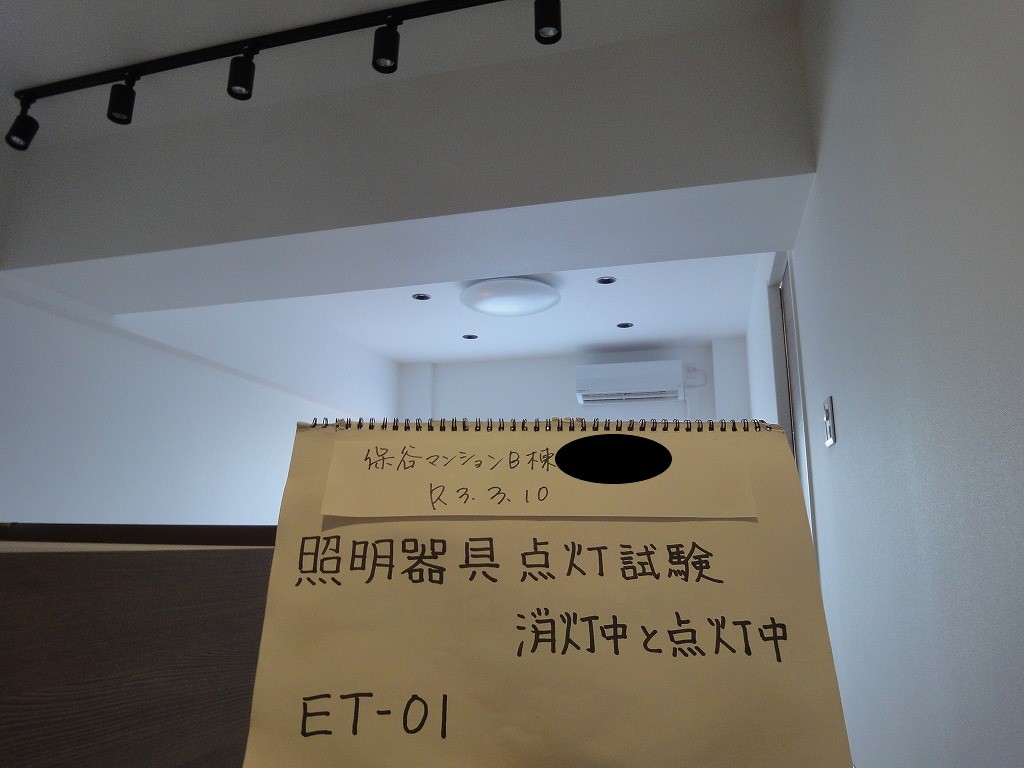 保谷マンションB棟
R3.3.10
照明器具点灯試験
消灯中と点灯中
ET-01